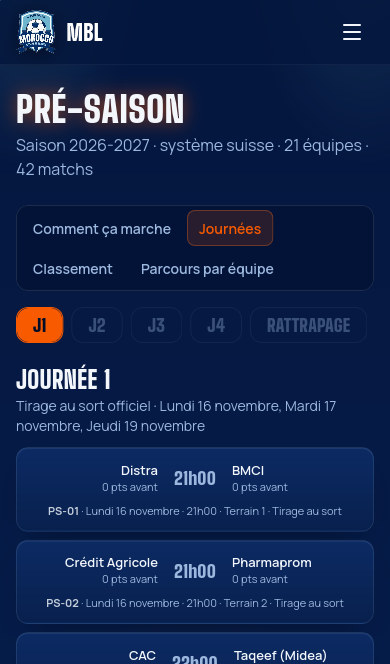 MOROCCO
MBL
PRÉ-SAISON
Saison 2026-2027 · système suisse · 21 équipes ·
42 matchs
Comment ça marche Journées
Classement Parcours par équipe
J1 J2 J3 J4 RATTRAPAGE
JOURNÉE 1
Tirage au sort officiel · Lundi 16 novembre, Mardi 17
novembre, Jeudi 19 novembre
Distra 21h00 BMCI
0 pts avant 0 pts avant
PS-01 · Lundi 16 novembre · 21h00 · Terrain 1 · Tirage au sort
Crédit Agricole 21h00 Pharmaprom
0 pts avant 0 pts avant
PS-02 · Lundi 16 novembre · 21h00 · Terrain 2 · Tirage au sort
CAC 22h00 Taqeef (Midea)